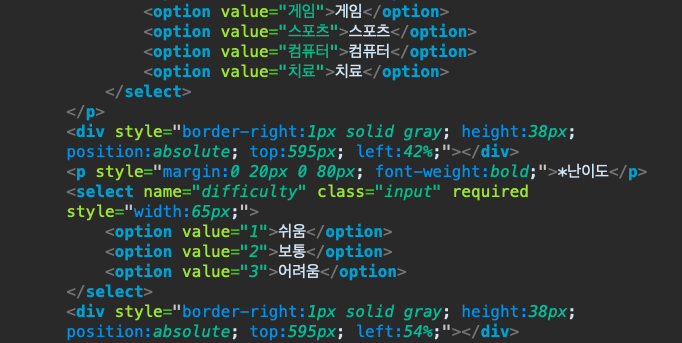 <option value="게임">게임</option>
<option value="스포츠">스포츠</option>
<option value="컴퓨터">컴퓨터</option>
<option value="치료">치료</option>
</select>
</p>
<div style="border-right:1px solid gray; height:38px;
position:absolute; top:595px; left:42%;"></div>
<p style="margin:0 20px 0 80px; font-weight:bold;">*난이도</p>
<select name="difficulty" class="input" required
style="width:65px;">
<option value="1">쉬움</option>
<option value="2">보통</option>
<option value="3">어려움</option>
</select>
<div style="border-right:1px solid gray; height:38px;
position:absolute; top:595px; left:54%;"></div>